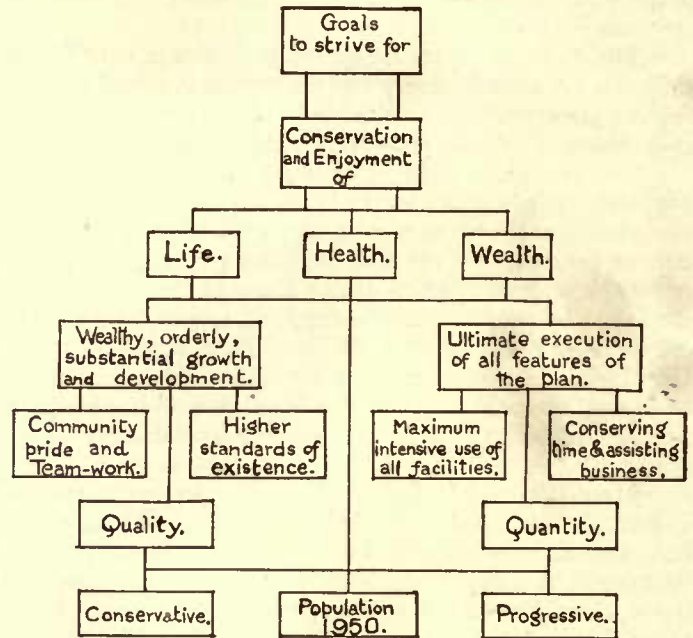 Goals
to strive for
Conservation
and Enjoyment
of
Life.
Health.
Wealth.
Wealthy, orderly,
substantial growth
and development.
Ultimate execution
of all features of
the plan.
Community
pride and
Team-work.
Higher
standards of
existence.
Maximum
intensive use of
all facilities.
Conserving
time & assisting
business.
Quality.
Quantity.
Conservative.
Population
1950.
Progressive.